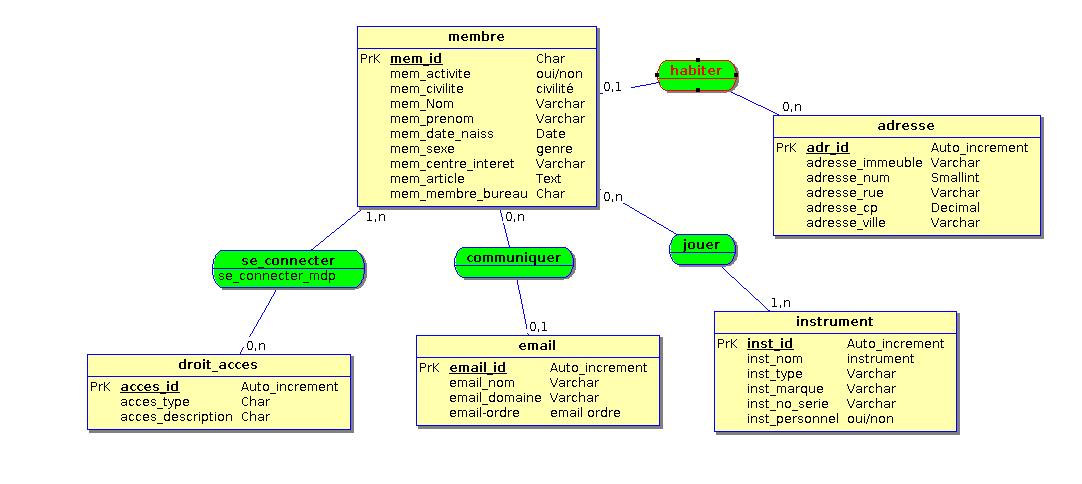 membre
PrK mem_id Char
mem_activite oui/non
mem_civilite civilité
mem_Nom Varchar
mem_prenom Varchar
mem_date_naiss Date
mem_sexe genre
mem_centre_interet Varchar
mem_article Text
mem_membre_bureau Char
0,1
habiter
0,n
adresse
PrK adr_id Auto_increment
adresse_immeuble Varchar
adresse_num Smallint
adresse_rue Varchar
adresse_cp Decimal
adresse_ville Varchar
1,n
0,n
0,n
se_connecter
se_connecter_mdp
communiquer
jouer
0,n
0,1
1,n
droit_acces
PrK acces_id Auto_increment
acces_type Char
acces_description Char
email
PrK email_id Auto_increment
email_nom Varchar
email_domaine Varchar
email-ordre email ordre
instrument
PrK inst_id Auto_increment
inst_nom instrument
inst_type Varchar
inst_marque Varchar
inst_no_serie Varchar
inst_personnel oui/non